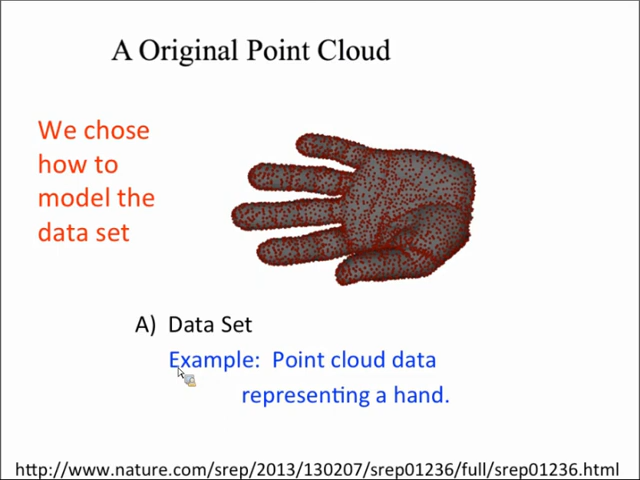 A Original Point Cloud
We chose
how to
model the
data set
A) Data Set
Example: Point cloud data
representing a hand.
http://www.nature.com/srep/2013/130207/srep01236/full/srep01236.html